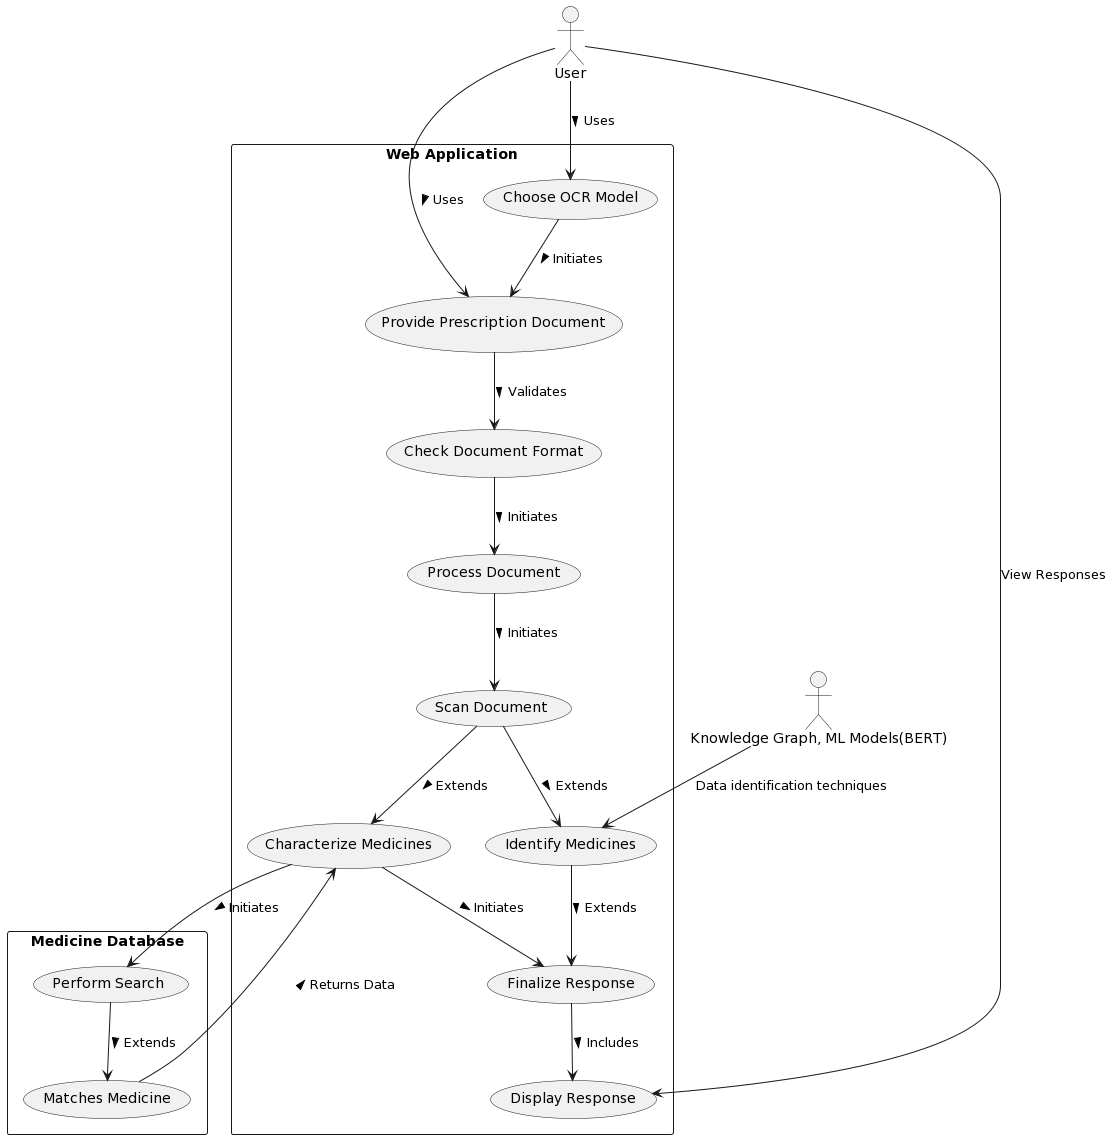 User
Uses
Web Application
Uses
Choose OCR Model
Initiates
Provide Prescription Document
Validates
Check Document Format
Initiates
Process Document
View Responses
Initiates
Scan Document
Knowledge Graph, ML Models(BERT)
Extends
Extends
Data identification techniques
Characterize Medicines
Identify Medicines
Initiates
Initiates
Extends
Medicine Database
Perform Search
Returns Data
Finalize Response
Extends
Includes
Matches Medicine
Display Response